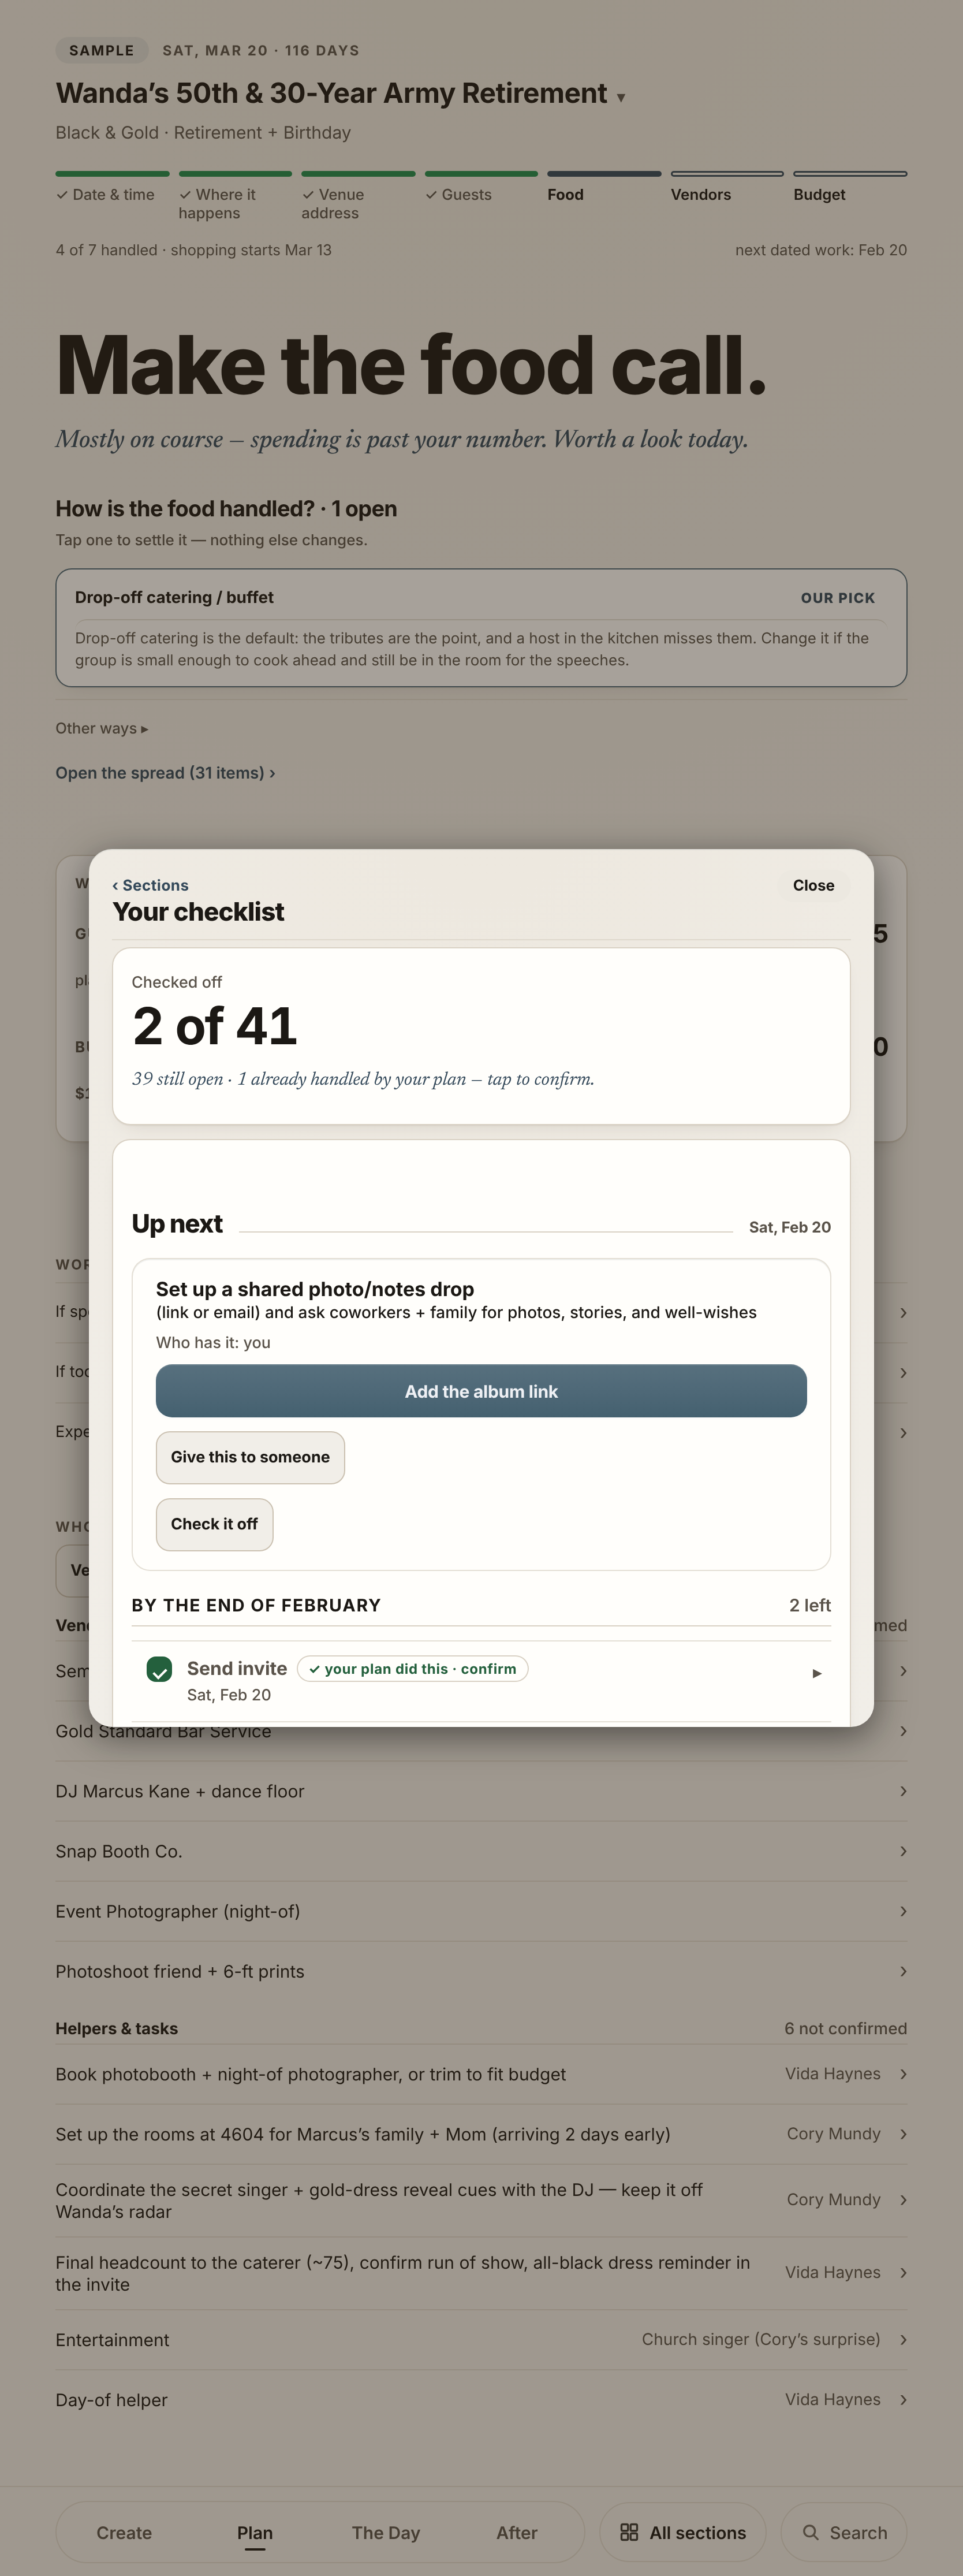 SAMPLE SAT, MAR 20 · 116 DAYS
Wanda’s 50th & 30-Year Army Retirement ▾
Black & Gold · Retirement + Birthday
✓ Date & time
✓ Where it happens
✓ Venue address
✓ Guests
Food
Vendors
Budget
4 of 7 handled · shopping starts Mar 13
next dated work: Feb 20
Make the food call.
Mostly on course — spending is past your number. Worth a look today.
How is the food handled? · 1 open
Tap one to settle it — nothing else changes.
Drop-off catering / buffet
OUR PICK
Drop-off catering is the default: the tributes are the point, and a host in the kitchen misses them. Change it if the
group is small enough to cook ahead and still be in the room for the speeches.
Other ways ▸
Open the spread (31 items) ›
‹ Sections
Close
Your checklist
Checked off
2 of 41
39 still open · 1 already handled by your plan — tap to confirm.
Up next
Sat, Feb 20
Set up a shared photo/notes drop
(link or email) and ask coworkers + family for photos, stories, and well-wishes
Who has it: you
Add the album link
Give this to someone
Check it off
BY THE END OF FEBRUARY
2 left
Send invite ✓ your plan did this · confirm
Sat, Feb 20
Gold Standard Bar Service
DJ Marcus Kane + dance floor
Snap Booth Co.
Event Photographer (night-of)
Photoshoot friend + 6-ft prints
Helpers & tasks
6 not confirmed
Book photobooth + night-of photographer, or trim to fit budget
Vida Haynes
Set up the rooms at 4604 for Marcus’s family + Mom (arriving 2 days early)
Cory Mundy
Coordinate the secret singer + gold-dress reveal cues with the DJ — keep it off
Wanda’s radar
Cory Mundy
Final headcount to the caterer (~75), confirm run of show, all-black dress reminder in
the invite
Vida Haynes
Entertainment
Church singer (Cory’s surprise)
Day-of helper
Vida Haynes
Create
Plan
The Day
After
All sections
Search